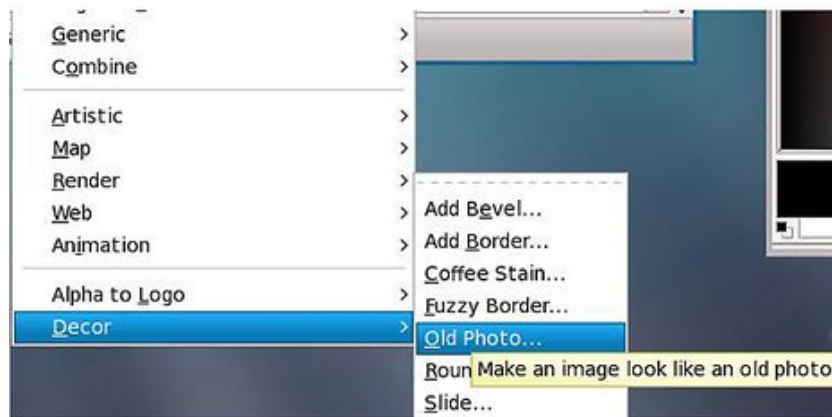 Generic
Combine
Artistic
Map
Render
Web
Animation
Alpha to Logo
Decor
Add Bevel...
Add Border...
Coffee Stain...
Fuzzy Border...
Old Photo...
Roun
Make an image look like an old photo
Slide...